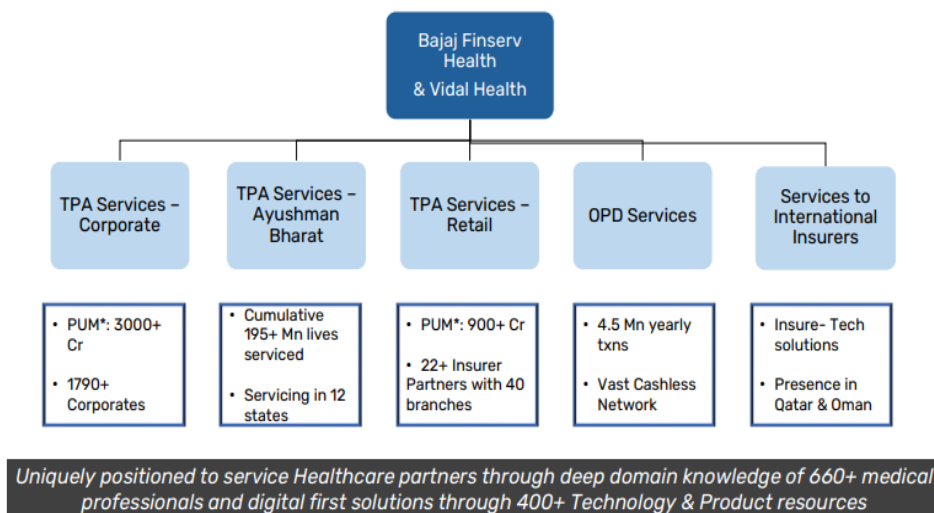 Bajaj Finserv
Health
& Vidal Health
TPA Services –
Corporate
TPA Services –
Ayushman
Bharat
TPA Services –
Retail
OPD Services
Services to
International
Insurers
• PUM*: 3000+
Cr
• 1790+
Corporates
• Cumulative
195+ Mn lives
serviced
• Servicing in 12
states
• PUM*: 900+ Cr
• 22+ Insurer
Partners with 40
branches
• 4.5 Mn yearly
txns
• Vast Cashless
Network
• Insure- Tech
solutions
• Presence in
Qatar & Oman
Uniquely positioned to service Healthcare partners through deep domain knowledge of 660+ medical
professionals and digital first solutions through 400+ Technology & Product resources